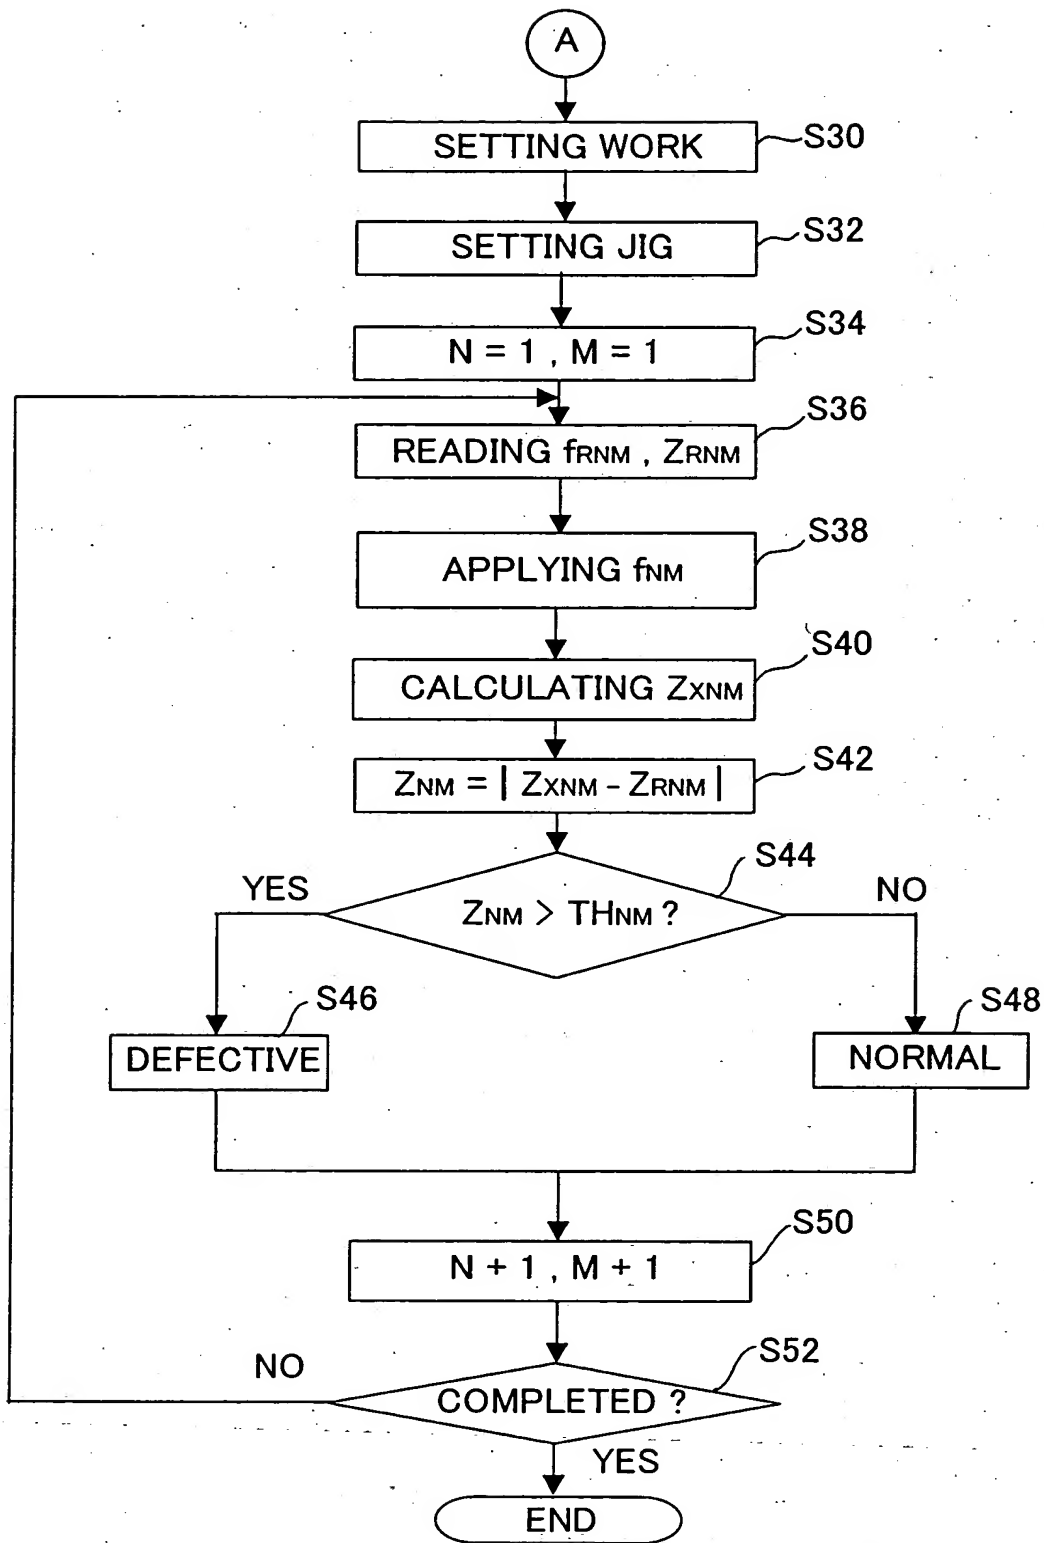 A
SETTING WORK
S30
SETTING JIG
S32
N = 1 , M = 1
S34
READING fRNM , ZRNM
S36
APPLYING fNM
S38
CALCULATING ZXNM
S40
ZNM = | ZXNM - ZRNM |
S42
S44
YES
ZNM > THNM ?
NO
S46
DEFECTIVE
S48
NORMAL
N + 1 , M + 1
S50
NO
COMPLETED ?
S52
YES
END